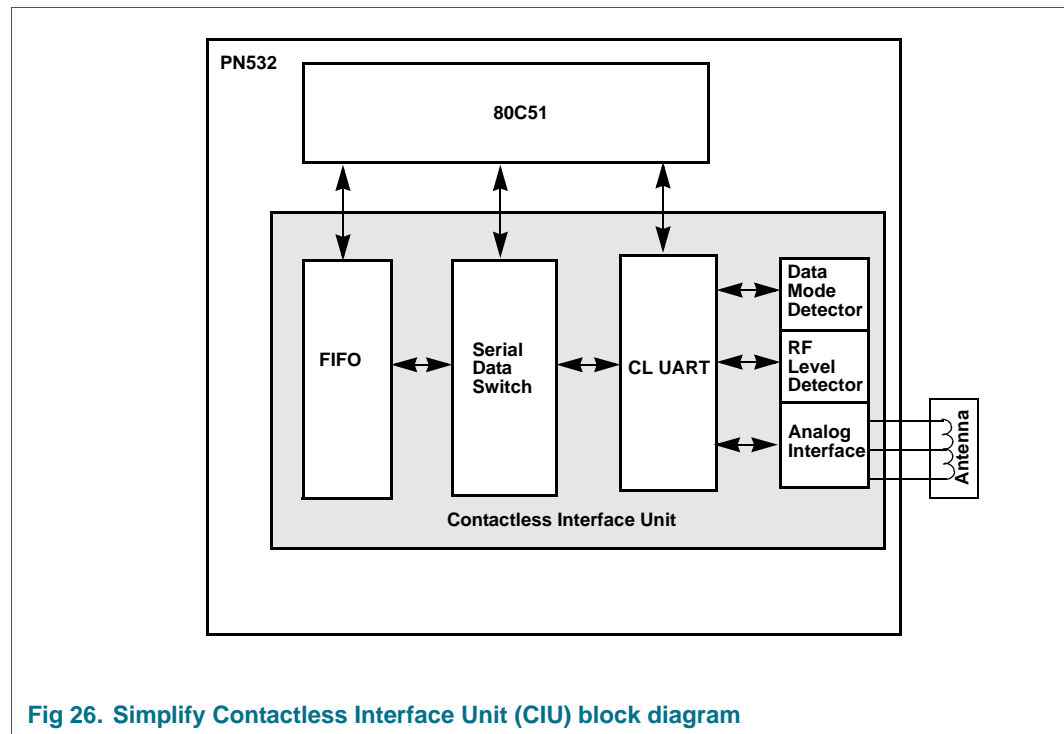 PN532
80C51
FIFO
Serial
Data
Switch
CL UART
Data
Mode
Detector
RF
Level
Detector
Analog
Interface
Antenna
Contactless Interface Unit
Fig 26. Simplify Contactless Interface Unit (CIU) block diagram